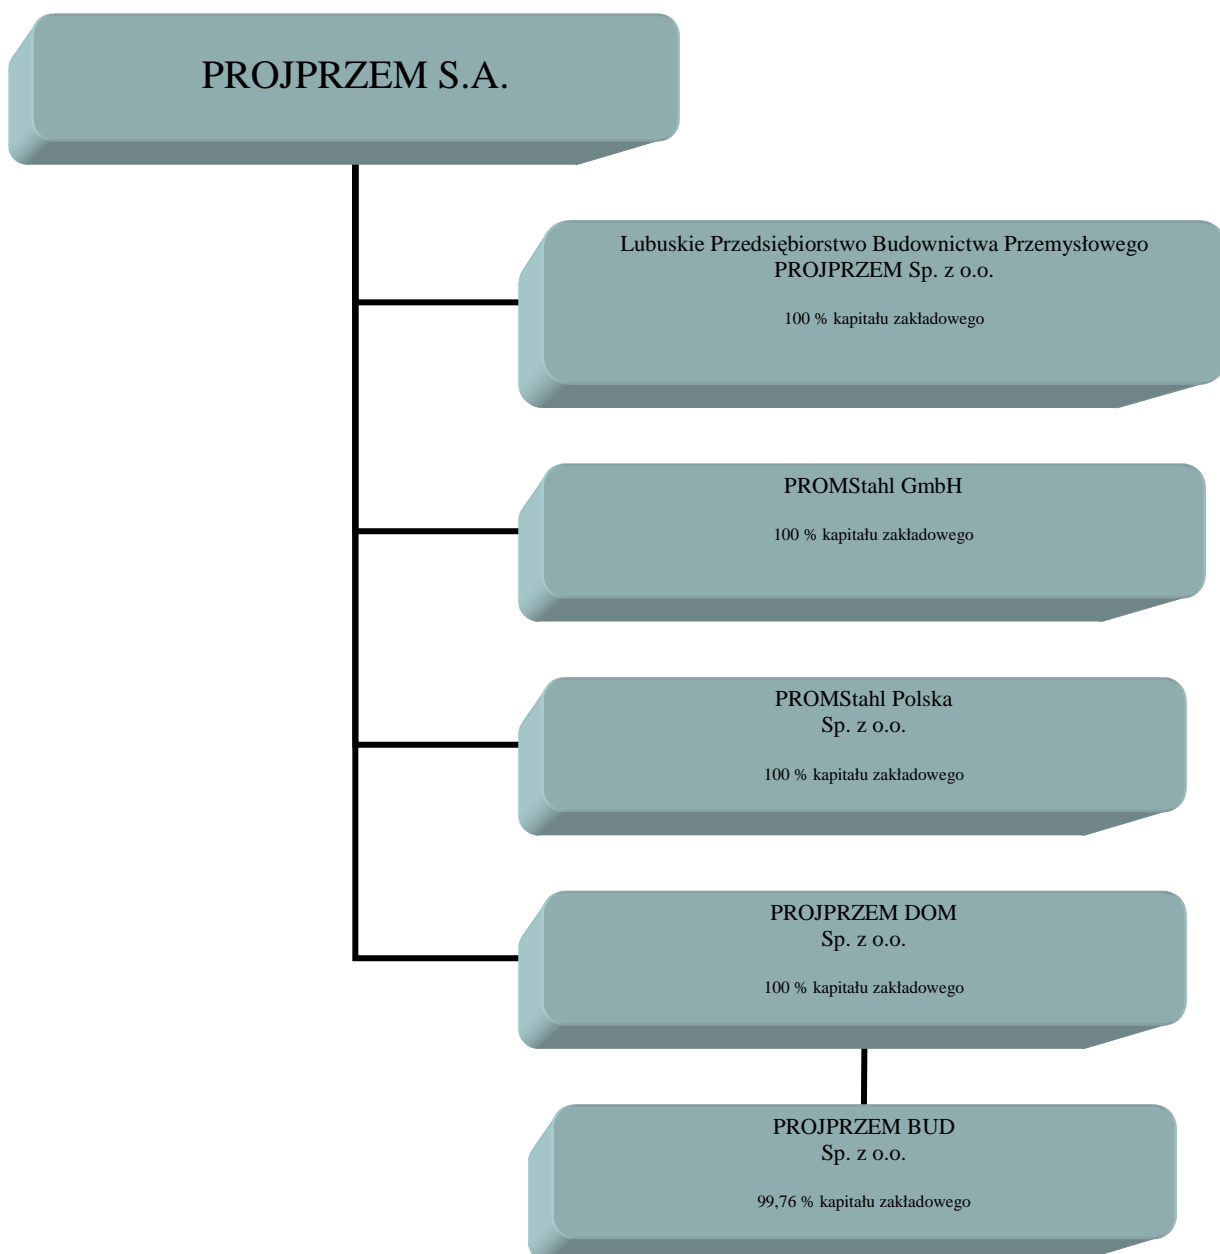 PROJPRZEM S.A.
Lubuskie Przedsiębiorstwo Budownictwa Przemysłowego
PROJPRZEM Sp. z o.o.
100 % kapitału zakładowego
PROMStahl GmbH
100 % kapitału zakładowego
PROMStahl Polska
Sp. z o.o.
100 % kapitału zakładowego
PROJPRZEM DOM
Sp. z o.o.
100 % kapitału zakładowego
PROJPRZEM BUD
Sp. z o.o.
99,76 % kapitału zakładowego